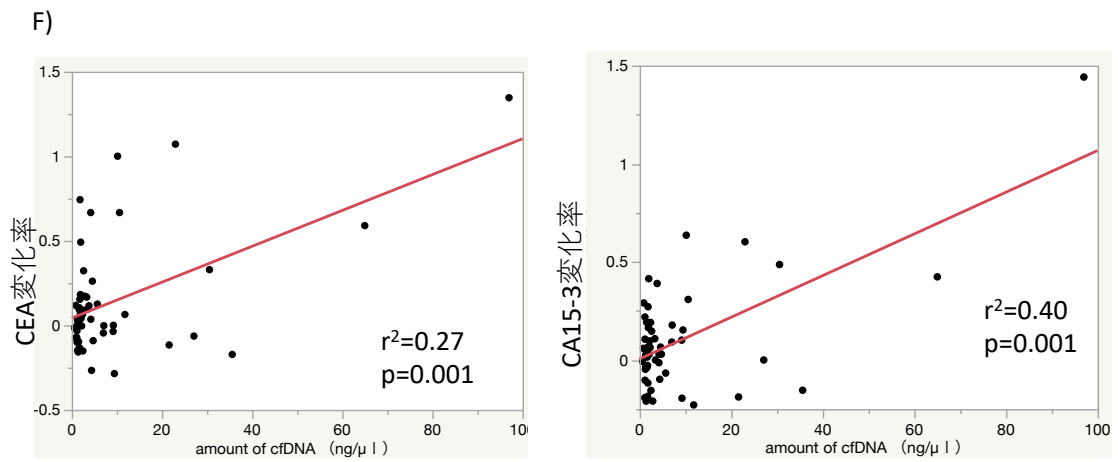 F)
CEA変化率
1.5
1
0.5
0
-0.5
r²=0.27
p=0.001
0 20 40 60 80 100
amount of cfDNA (ng/μl)
CA15-3変化率
1.5
1
0.5
0
r²=0.40
p=0.001
0 20 40 60 80 100
amount of cfDNA (ng/μl)